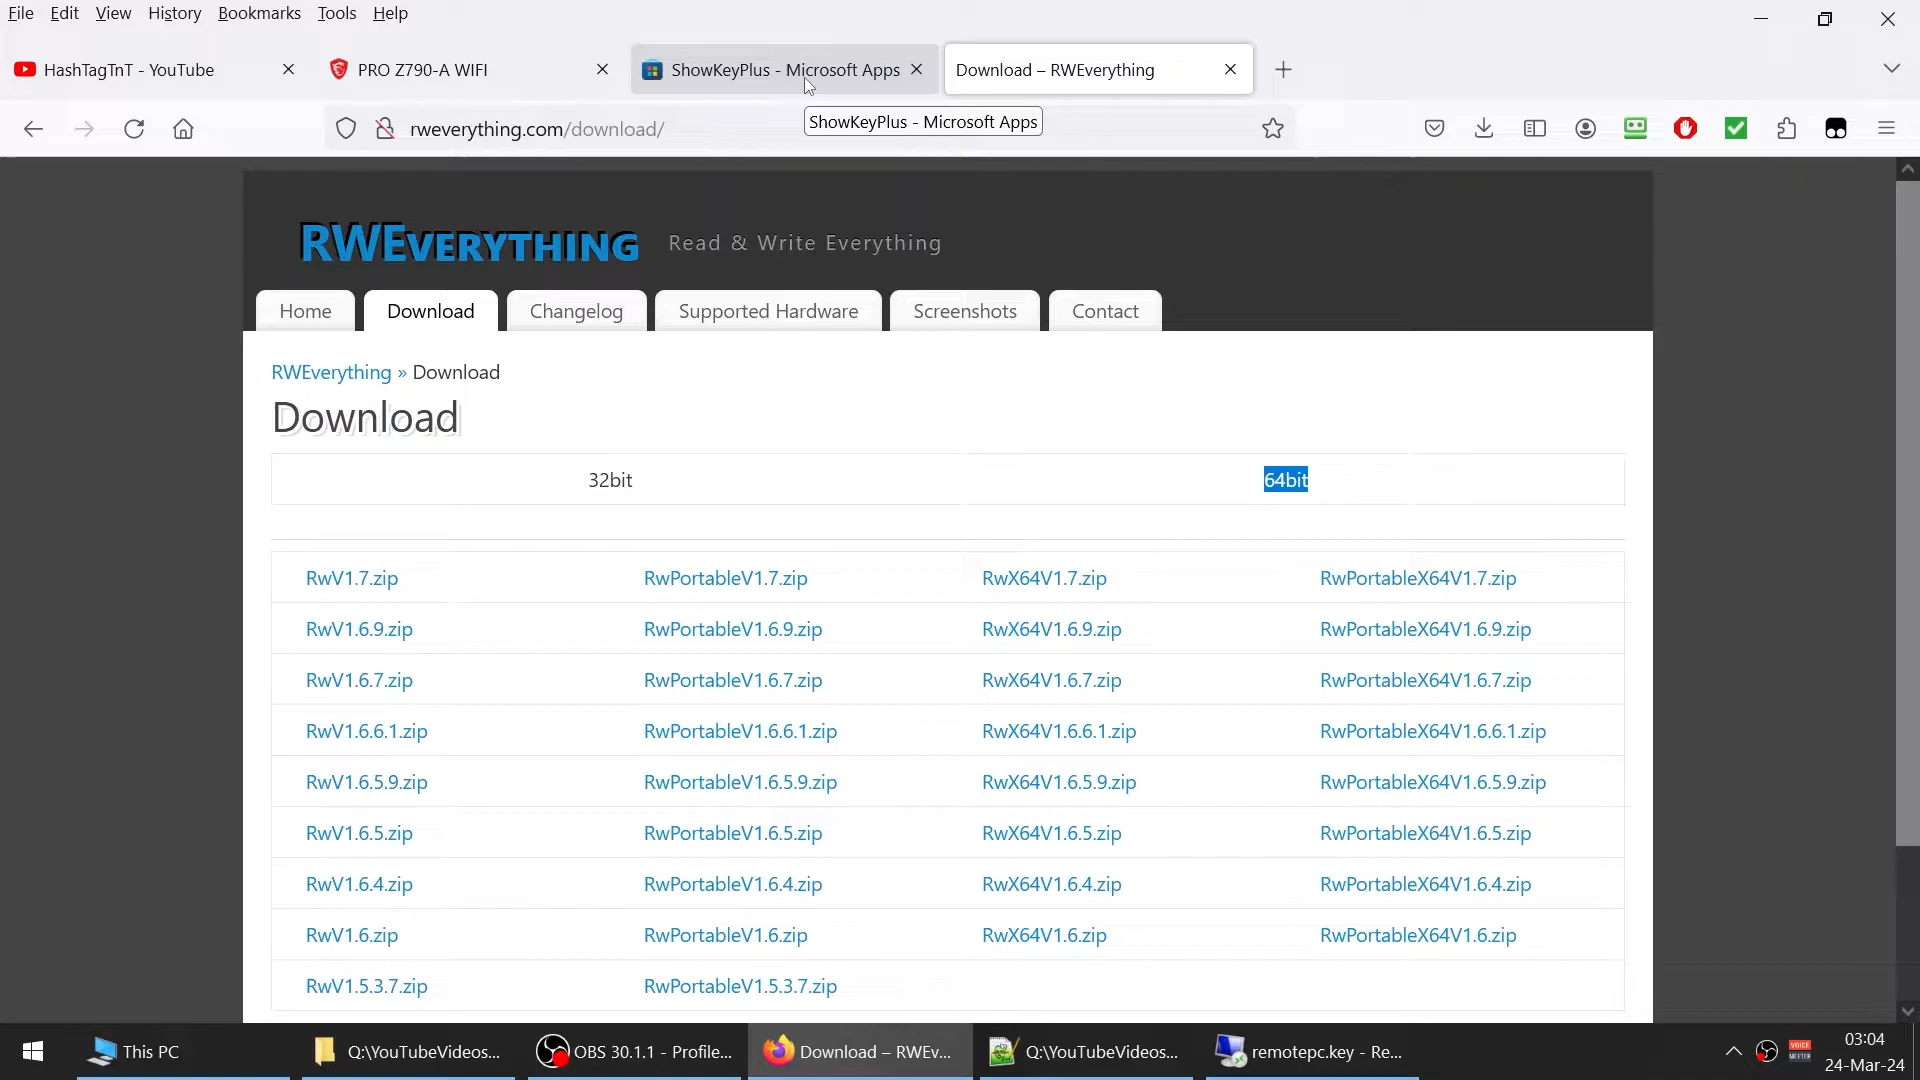 File Edit View History Bookmarks Tools Help
HashTagTnT - YouTube
PRO Z790-A WIFI
ShowKeyPlus - Microsoft Apps
Download – RWEverything
rweverything.com/download/
ShowKeyPlus - Microsoft Apps
RWEVERYTHING
Read & Write Everything
Home Download Changelog Supported Hardware Screenshots Contact
RWEverything » Download
Download
32bit 64bit
RwV1.7.zip RwPortableV1.7.zip RwX64V1.7.zip RwPortableX64V1.7.zip
RwV1.6.9.zip RwPortableV1.6.9.zip RwX64V1.6.9.zip RwPortableX64V1.6.9.zip
RwV1.6.7.zip RwPortableV1.6.7.zip RwX64V1.6.7.zip RwPortableX64V1.6.7.zip
RwV1.6.6.1.zip RwPortableV1.6.6.1.zip RwX64V1.6.6.1.zip RwPortableX64V1.6.6.1.zip
RwV1.6.5.9.zip RwPortableV1.6.5.9.zip RwX64V1.6.5.9.zip RwPortableX64V1.6.5.9.zip
RwV1.6.5.zip RwPortableV1.6.5.zip RwX64V1.6.5.zip RwPortableX64V1.6.5.zip
RwV1.6.4.zip RwPortableV1.6.4.zip RwX64V1.6.4.zip RwPortableX64V1.6.4.zip
RwV1.6.zip RwPortableV1.6.zip RwX64V1.6.zip RwPortableX64V1.6.zip
RwV1.5.3.7.zip RwPortableV1.5.3.7.zip
This PC
Q:\YouTubeVideos...
OBS 30.1.1 - Profile...
Download – RWEv...
Q:\YouTubeVideos...
remotepc.key - Re...
VOICE
MEETER
03:04
24-Mar-24